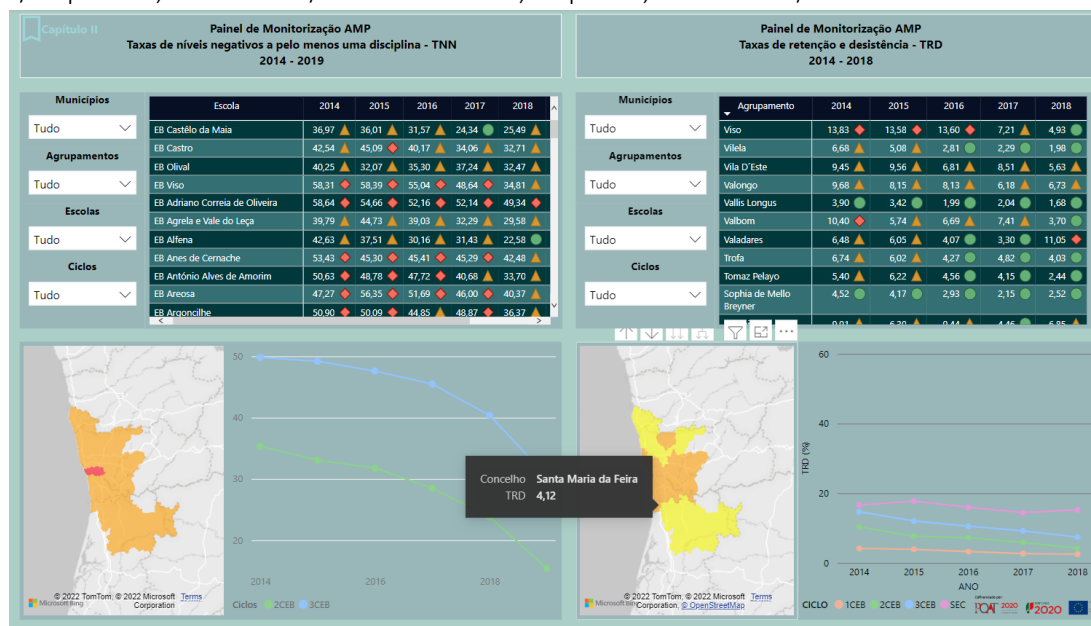 Capítulo II
Painel de Monitorização AMP
Taxas de níveis negativos a pelo menos uma disciplina - TNN
2014 - 2019
Painel de Monitorização AMP
Taxas de retenção e desistência - TRD
2014 - 2018
Municípios
Tudo
Agrupamentos
Tudo
Escolas
Tudo
Ciclos
Tudo
Escola 2014 2015 2016 2017 2018
EB Castêlo da Maia 36,97 36,01 31,57 24,34 25,49
EB Castro 42,54 45,09 40,17 34,06 32,71
EB Olival 40,25 32,07 35,30 37,24 32,47
EB Viso 58,31 58,39 55,04 48,64 34,81
EB Adriano Correia de Oliveira 58,64 54,66 52,16 52,14 49,34
EB Agrela e Vale do Leça 39,79 44,73 39,03 32,29 29,58
EB Alfena 42,63 37,51 30,16 31,43 22,58
EB Anes de Cernache 53,43 45,30 45,41 45,29 42,48
EB António Alves de Amorim 50,63 48,78 47,72 40,68 33,70
EB Areosa 47,27 56,35 51,69 46,00 40,37
EB Argoncilhe 50,90 50,09 44,85 48,87 36,37
Municípios
Tudo
Agrupamentos
Tudo
Escolas
Tudo
Ciclos
Tudo
Agrupamento 2014 2015 2016 2017 2018
Viso 13,83 13,58 13,60 7,21 4,93
Vilela 6,68 5,08 2,81 2,29 1,98
Vila D´Este 9,45 9,56 6,81 8,51 5,63
Valongo 9,68 8,15 8,13 6,18 6,73
Vallis Longus 3,90 3,42 1,99 2,04 1,68
Valbom 10,40 5,74 6,69 7,41 3,70
Valadares 6,48 6,05 4,07 3,30 11,05
Trofa 6,74 6,02 4,27 4,82 4,03
Tomaz Pelayo 5,40 6,22 4,56 4,15 2,44
Sophia de Mello
Breyner 4,52 4,17 2,93 2,15 2,52
© 2022 TomTom, © 2022 Microsoft Terms
Corporation
Microsoft Bing
50
40
30
20
2014 2016 2018
Ciclos 2CEB 3CEB
Concelho Santa Maria da Feira
TRD 4,12
© 2022 TomTom, © 2022 Microsoft Terms
Corporation, © OpenStreetMap
Microsoft
60
40
20
0
TRD (%)
2014 2015 2016 2017 2018
ANO
CICLO 1CEB 2CEB 3CEB SEC
2020
2020